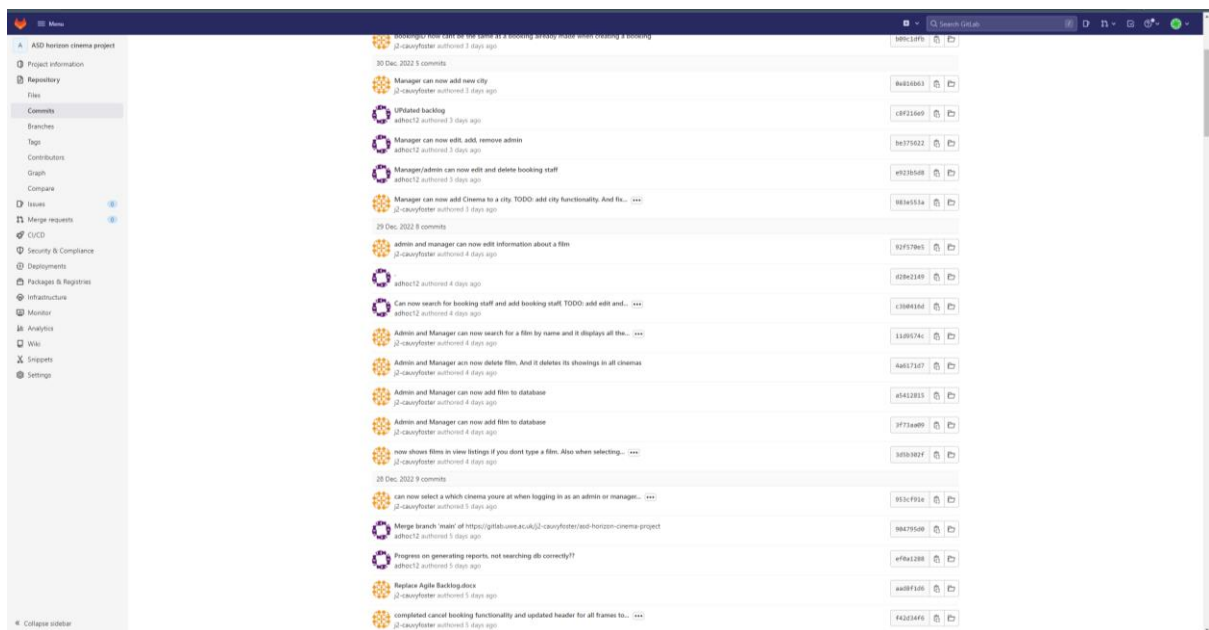 Menu
Search GitLab
A ASD horizon cinema project
Project information
Repository
Files
Commits
Branches
Tags
Contributors
Graph
Compare
Issues 0
Merge requests 0
CI/CD
Security & Compliance
Deployments
Packages & Registries
Infrastructure
Monitor
Analytics
Wiki
Snippets
Settings
Collapse sidebar
BookingID now cant be the same as a booking already made when creating a booking
j2-cauvyfoster authored 3 days ago
b09c1dfb
30 Dec, 2022 5 commits
Manager can now add new city
j2-cauvyfoster authored 3 days ago
0e816b63
UPdated backlog
adhoc12 authored 3 days ago
c8f216e9
Manager can now edit, add, remove admin
adhoc12 authored 3 days ago
be375622
Manager/admin can now edit and delete booking staff
adhoc12 authored 3 days ago
e923b5d8
Manager can now add Cinema to a city. TODO: add city functionality. And fix...
j2-cauvyfoster authored 3 days ago
983e553a
29 Dec, 2022 8 commits
admin and manager can now edit information about a film
j2-cauvyfoster authored 4 days ago
92f570e5
.
adhoc12 authored 4 days ago
d20e2149
Can now search for booking staff and add booking staff. TODO: add edit and...
adhoc12 authored 4 days ago
c3b0416d
Admin and Manager can now search for a film by name and it displays all the...
j2-cauvyfoster authored 4 days ago
11d9574c
Admin and Manager acn now delete film. And it deletes its showings in all cinemas
j2-cauvyfoster authored 4 days ago
4a6571d7
Admin and Manager can now add film to database
j2-cauvyfoster authored 4 days ago
a5412815
Admin and Manager can now add film to database
j2-cauvyfoster authored 4 days ago
3f73aa09
now shows films in view listings if you dont type a film. Also when selecting...
j2-cauvyfoster authored 4 days ago
3d5b302f
28 Dec, 2022 9 commits
can now select a which cinema youre at when logging in as an admin or manager...
j2-cauvyfoster authored 5 days ago
953cf91e
Merge branch 'main' of https://gitlab.uwe.ac.uk/j2-cauvyfoster/asd-horizon-cinema-project
adhoc12 authored 5 days ago
904795d0
Progress on generating reports, not searching db correctly??
adhoc12 authored 5 days ago
ef0a1208
Replace Agile Backlog.docx
j2-cauvyfoster authored 5 days ago
aad8f1d6
completed cancel booking functionality and updated header for all frames to...
j2-cauvyfoster authored 5 days ago
f42d34f6